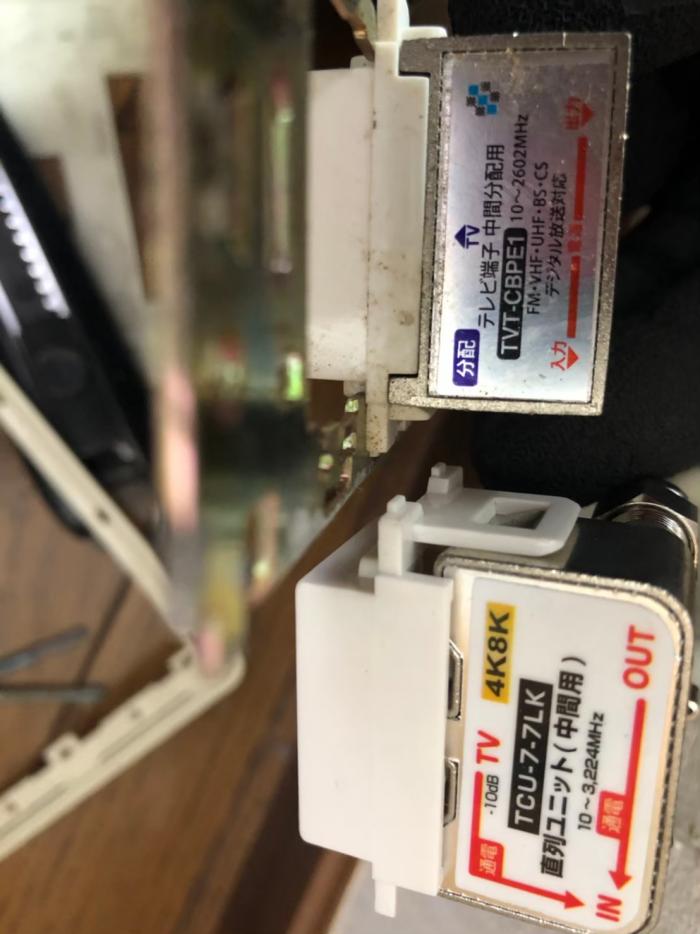 分配
TV
テレビ端子 中間分配用
TVT-CBPE1
10～2602MHz
FM・VHF・UHF・BS・CS
デジタル放送対応
入力
電流
出力
4K8K
-10dB
TV
TCU-7-7LK
直列ユニット(中間用)
10～3,224MHz
通電
通電
IN
OUT